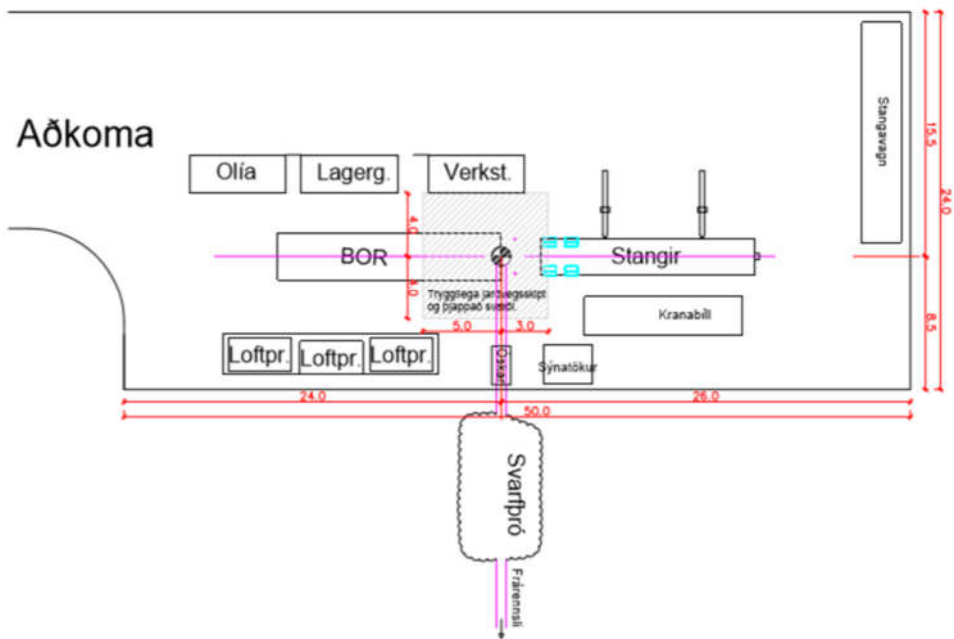 Aðkoma
Olía
Lagerg.
Verkst.
Stangavagn
15.5
24.0
4.0
BOR
Stangir
4.0
Tryggilega jarðvegsskipt
og þjappað svæði.
5.0
3.0
Kranabíll
8.5
Loftpr.
Loftpr.
Loftpr.
Sýnatökur
24.0
26.0
50.0
Svarfþró
Frárennsli